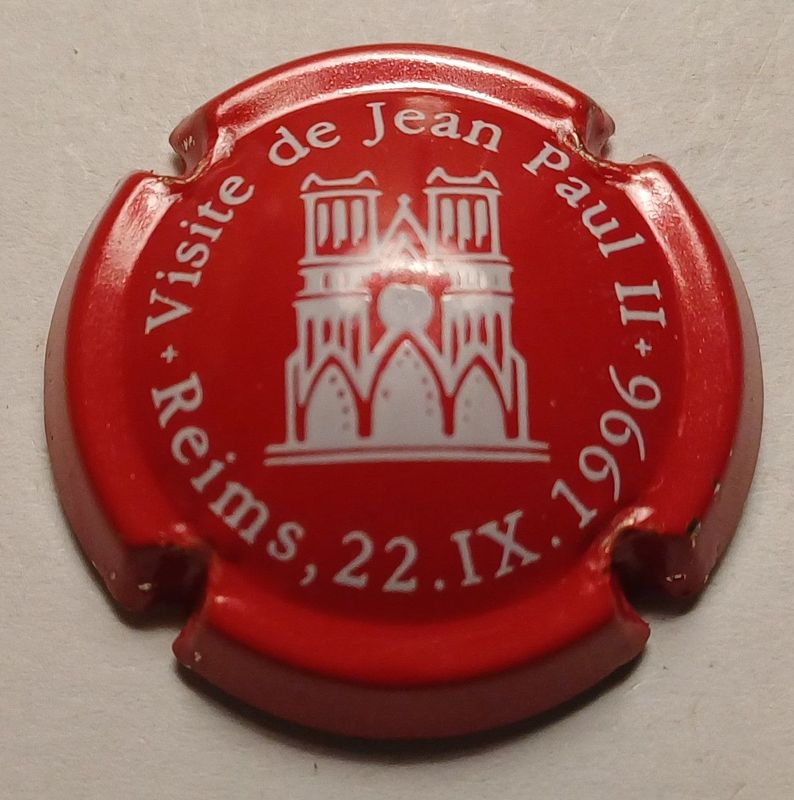 Visite de Jean Paul II
Reims, 22.IX.1996